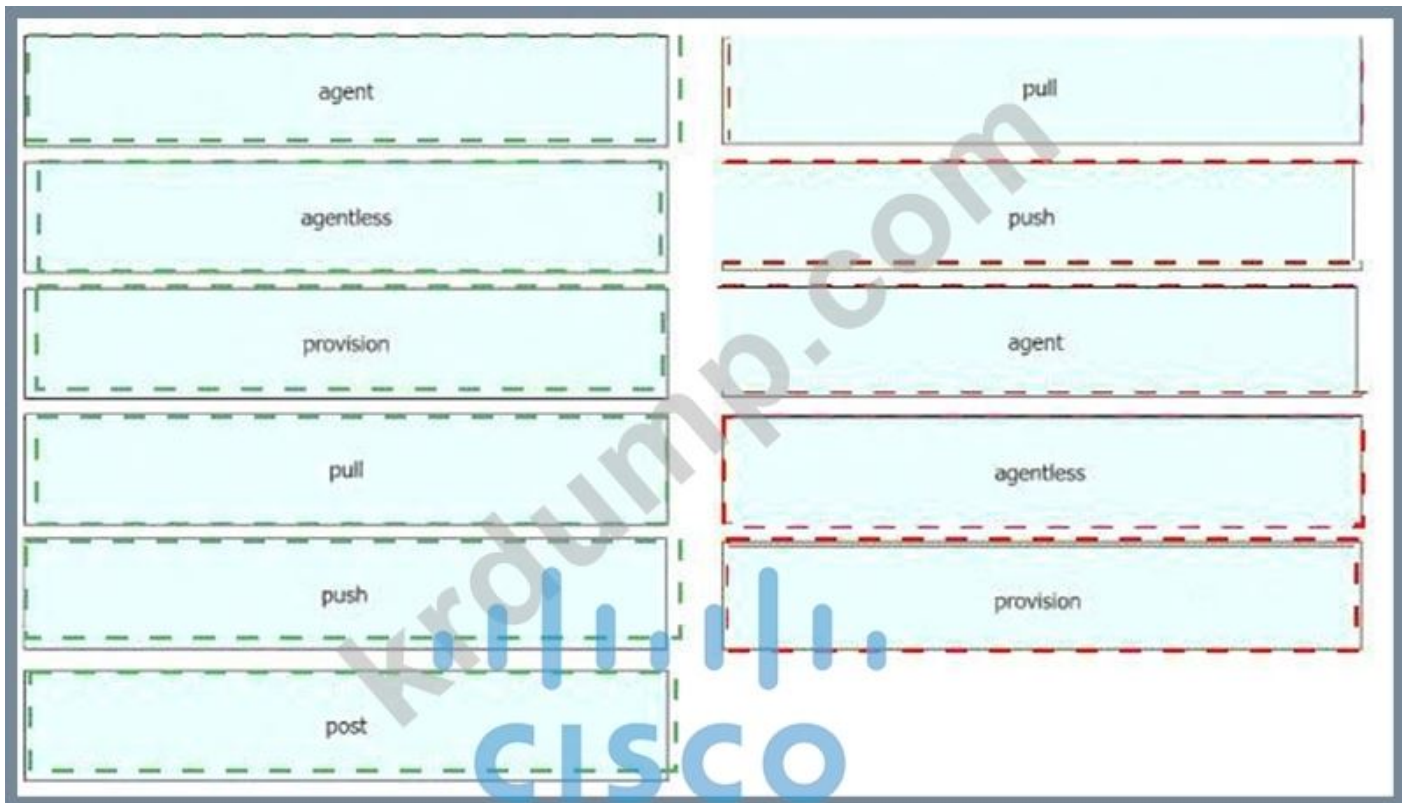 agent
agentless
provision
pull
push
post
pull
push
agent
agentless
provision
krdump.com
CISCO